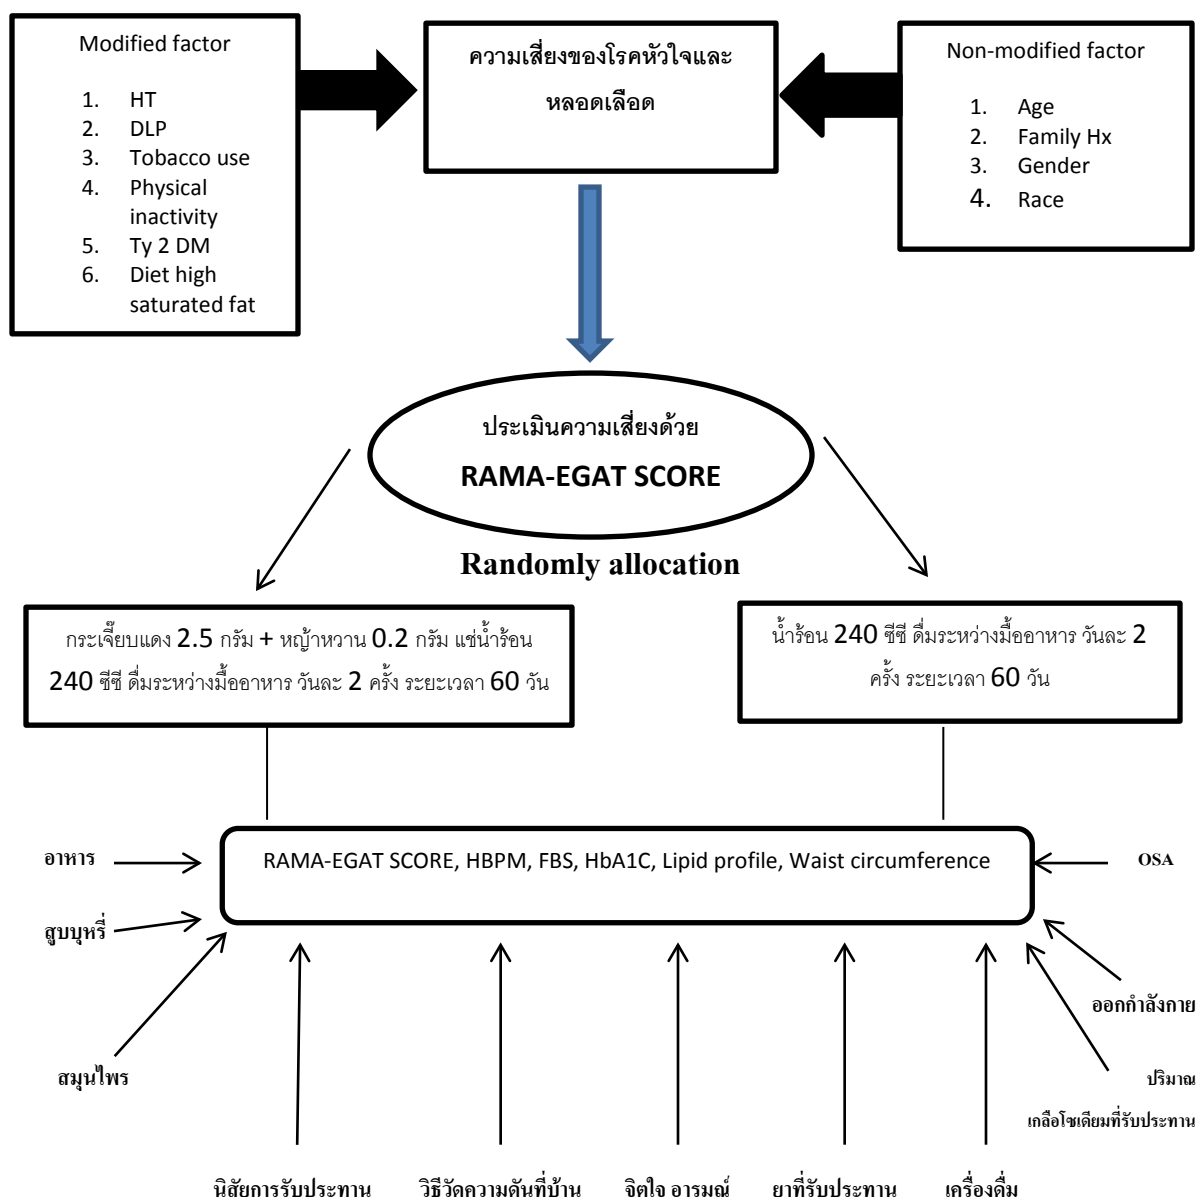 Modified factor
1. HT
2. DLP
3. Tobacco use
4. Physical
inactivity
5. Ty 2 DM
6. Diet high
saturated fat
ความเสี่ยงของโรคหัวใจและ
หลอดเลือด
Non-modified factor
1. Age
2. Family Hx
3. Gender
4. Race
ประเมินความเสี่ยงด้วย
RAMA-EGAT SCORE
Randomly allocation
กระเจี๊ยบแดง 2.5 กรัม + หญ้าหวาน 0.2 กรัม แช่น้ำร้อน
240 ซีซี ดื่มระหว่างมื้ออาหาร วันละ 2 ครั้ง ระยะเวลา 60 วัน
น้ำร้อน 240 ซีซี ดื่มระหว่างมื้ออาหาร วันละ 2
ครั้ง ระยะเวลา 60 วัน
อาหาร
RAMA-EGAT SCORE, HBPM, FBS, HbA1C, Lipid profile, Waist circumference
OSA
สูบบุหรี่
ออกกำลังกาย
สมุนไพร
ปริมาณ
เกลือโซเดียมที่รับประทาน
นิสัยการรับประทาน
วิธีวัดความดันที่บ้าน
จิตใจ อารมณ์
ยาที่รับประทาน
เครื่องดื่ม